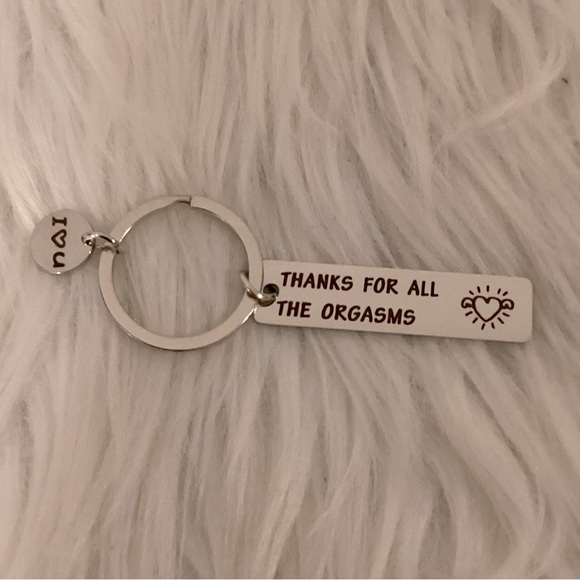 I♡U
THANKS FOR ALL
THE ORGASMS